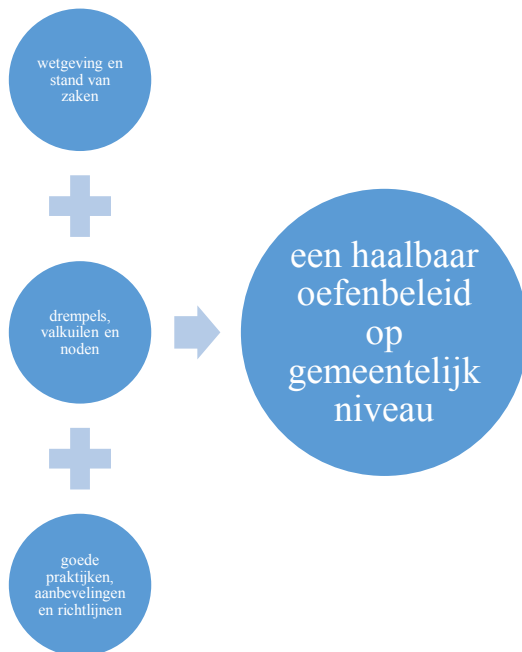 wetgeving en
stand van
zaken
drempels,
valkuilen en
noden
goede
praktijken,
aanbevelingen
en richtlijnen
een haalbaar
oefenbeleid
op
gemeentelijk
niveau